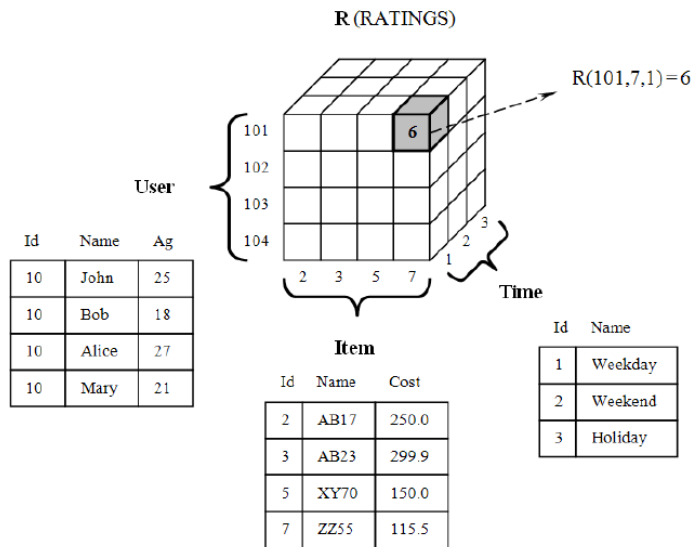 R (RATINGS)
R(101,7,1)=6
101
6
102
User
103
104
1 2 3
2 3 5 7
Time
Item
Id Name Ag
10 John 25
10 Bob 18
10 Alice 27
10 Mary 21
Id Name Cost
2 AB17 250.0
3 AB23 299.9
5 XY70 150.0
7 ZZ55 115.5
Id Name
1 Weekday
2 Weekend
3 Holiday